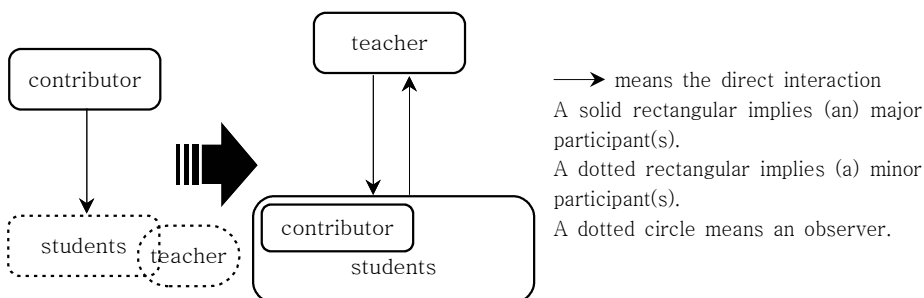 contributor
students
teacher
teacher
contributor
students
means the direct interaction
A solid rectangular implies (an) major
participant(s).
A dotted rectangular implies (a) minor
participant(s).
A dotted circle means an observer.